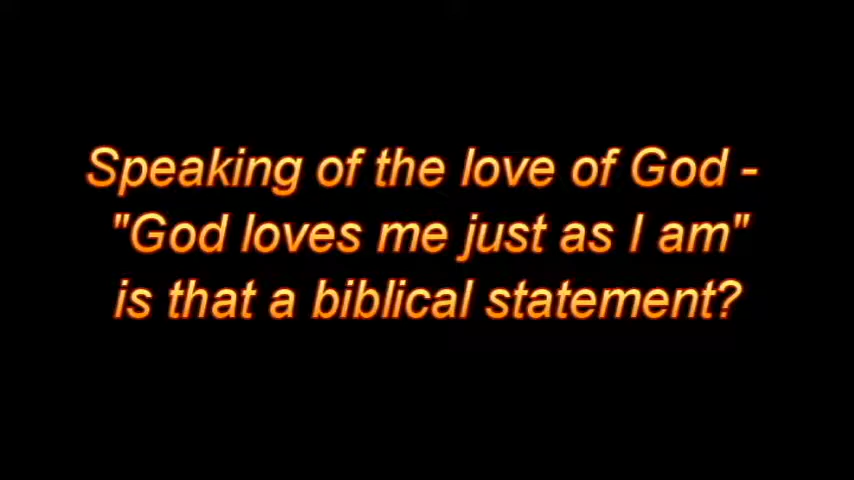 Speaking of the love of God -
"God loves me just as I am"
is that a biblical statement?